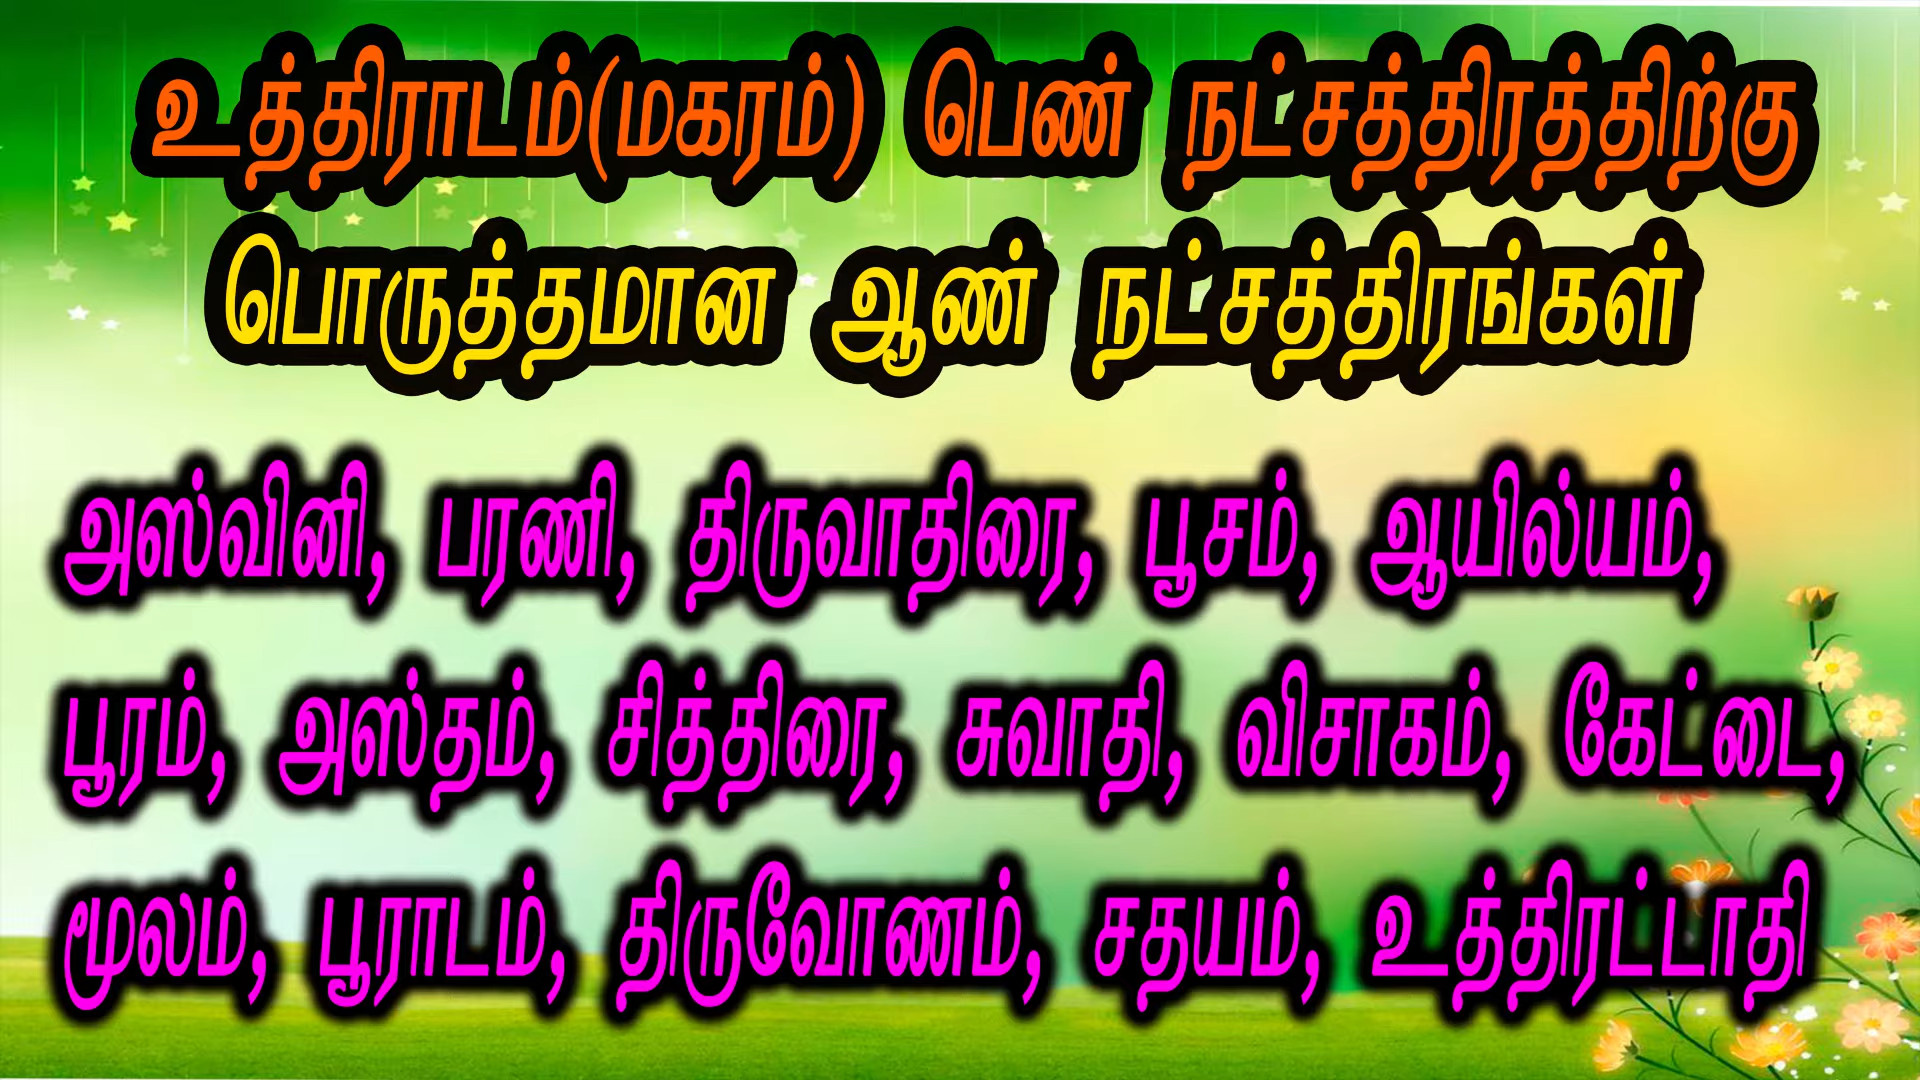 உத்திராடம்(மகரம்) பெண் நட்சத்திரத்திற்கு
பொருத்தமான ஆண் நட்சத்திரங்கள்
அஸ்வினி, பரணி, திருவாதிரை, பூசம், ஆயில்யம்,
பூரம், அஸ்தம், சித்திரை, சுவாதி, விசாகம், கேட்டை,
மூலம், பூராடம், திருவோணம், சதயம், உத்திரட்டாதி